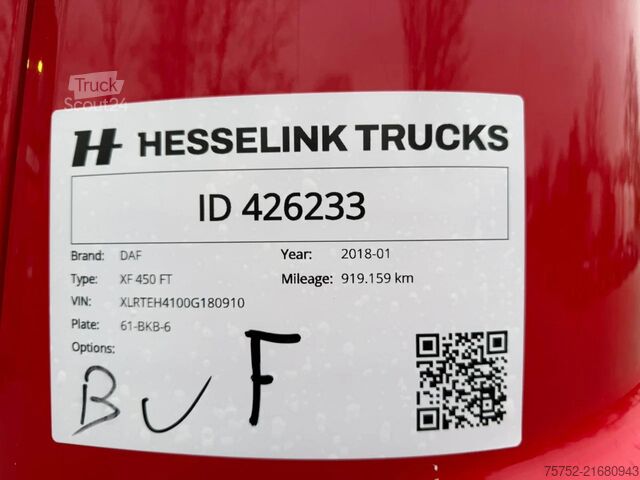 Truck
Scout24
H HESSELINK TRUCKS
ID 426233
Brand: DAF Year: 2018-01
Type: XF 450 FT Mileage: 919.159 km
VIN: XLRTEH4100G180910
Plate: 61-BKB-6
Options:
B U F
75752-21680943